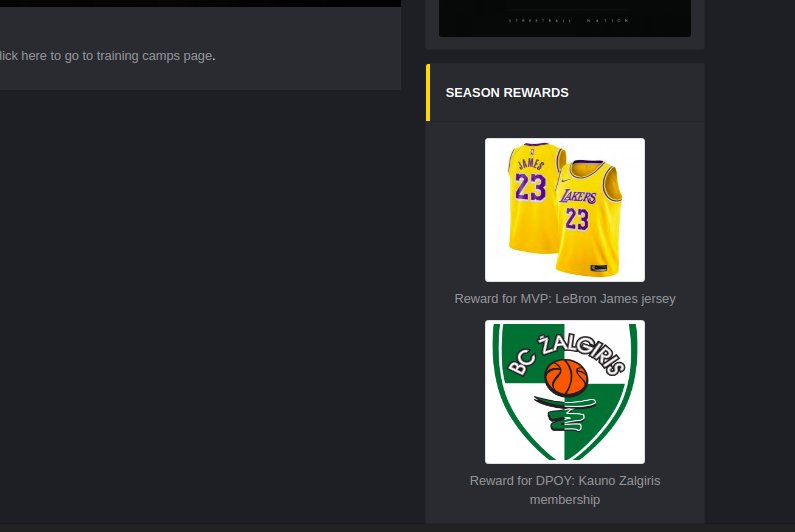 STREETBALL NATION
lick here to go to training camps page.
SEASON REWARDS
JAMES
23
LAKERS
23
Reward for MVP: LeBron James jersey
BC ŽALGIRIS
Reward for DPOY: Kauno Zalgiris
membership